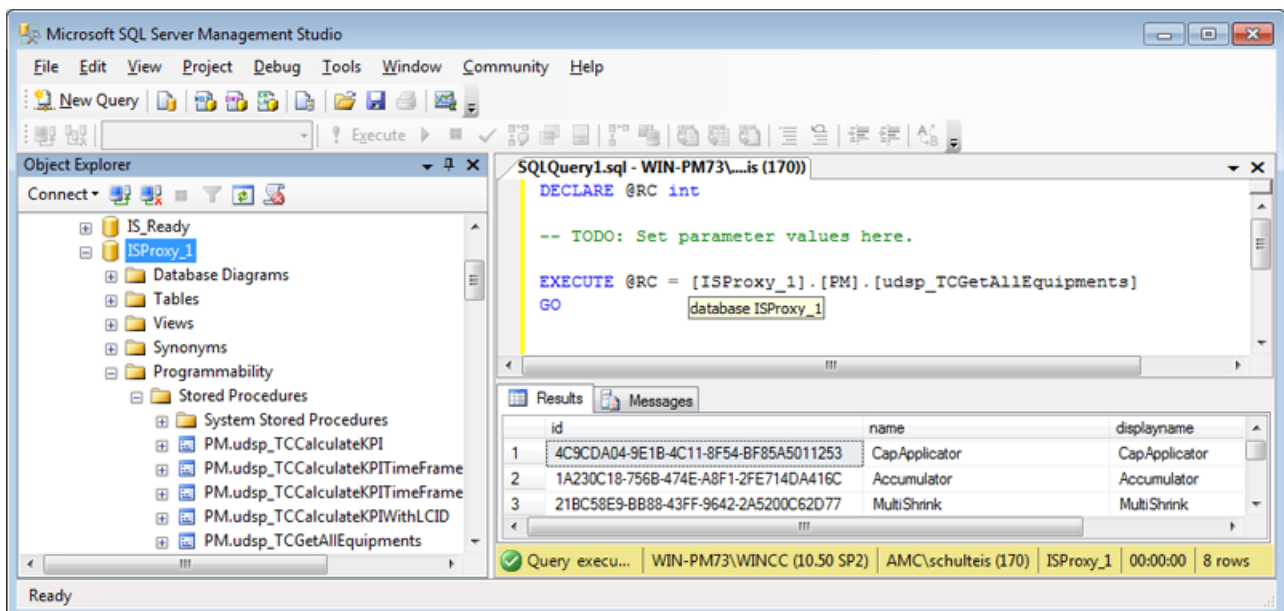 Microsoft SQL Server Management Studio
File Edit View Project Debug Tools Window Community Help
New Query
Execute
Object Explorer
Connect
IS_Ready
ISProxy_1
Database Diagrams
Tables
Views
Synonyms
Programmability
Stored Procedures
System Stored Procedures
PM.udsp_TCCalculateKPI
PM.udsp_TCCalculateKPITimeFrame
PM.udsp_TCCalculateKPITimeFrame
PM.udsp_TCCalculateKPIWithLCID
PM.udsp_TCGetAllEquipments
SQLQuery1.sql - WIN-PM73\....is (170))
DECLARE @RC int
-- TODO: Set parameter values here.
EXECUTE @RC = [ISProxy_1].[PM].[udsp_TCGetAllEquipments]
GO
database ISProxy_1
Results Messages
id name displayname
1 4C9CDA04-9E1B-4C11-8F54-BF85A5011253 CapApplicator CapApplicator
2 1A230C18-756B-474E-A8F1-2FE714DA416C Accumulator Accumulator
3 21BC58E9-BB88-43FF-9642-2A5200C62D77 MultiShrink MultiShrink
Query execu... WIN-PM73\WINCC (10.50 SP2) AMC\schulteis (170) ISProxy_1 00:00:00 8 rows
Ready